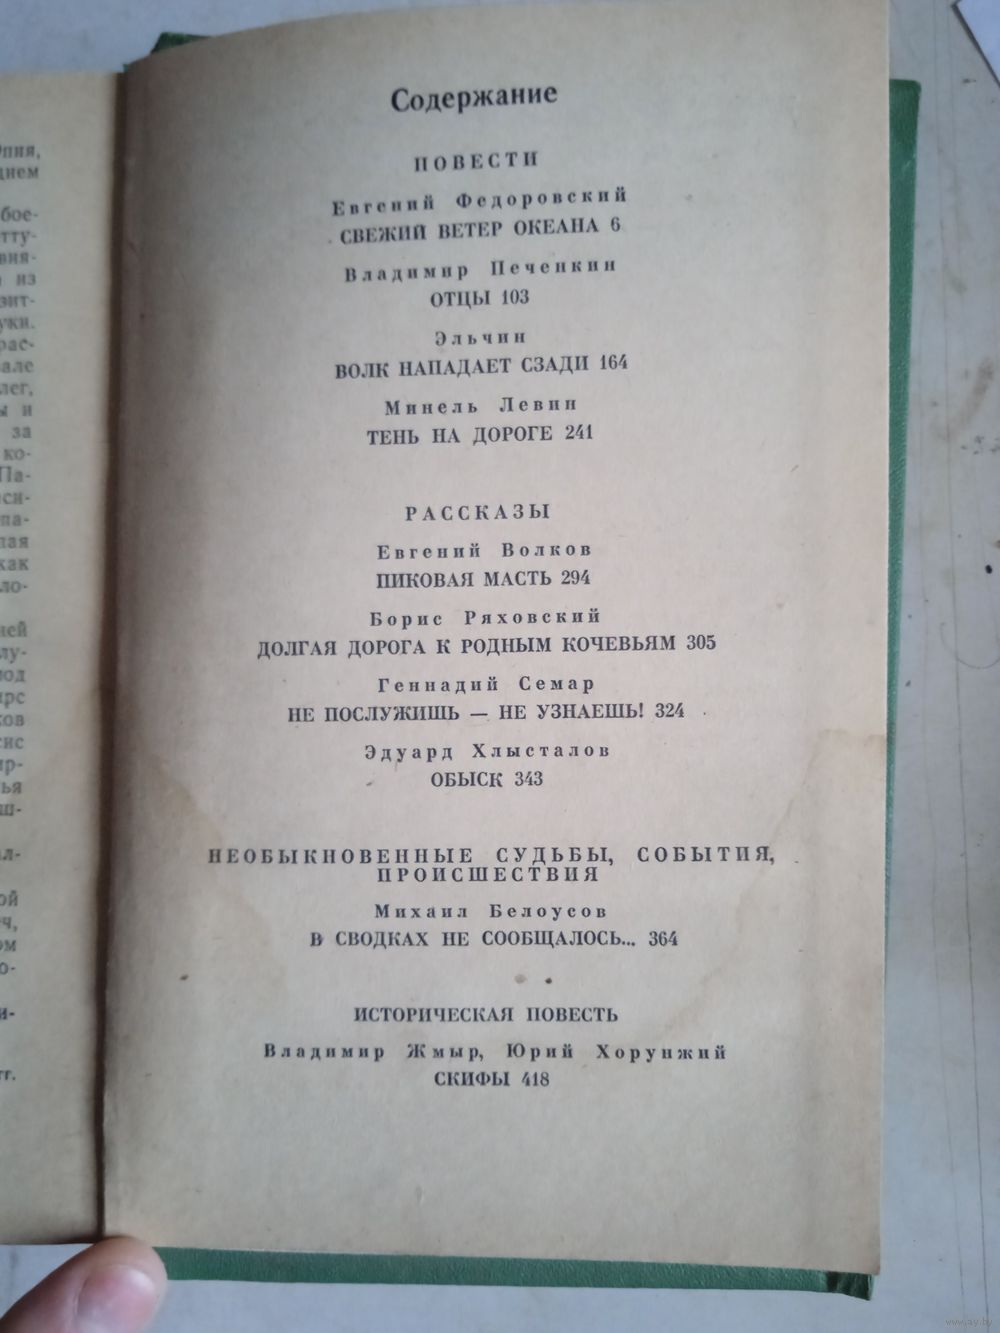 Содержание
ПОВЕСТИ
Евгений Федоровский
СВЕЖИЙ ВЕТЕР ОКЕАНА 6
Владимир Печенкин
ОТЦЫ 103
Эльчин
ВОЛК НАПАДАЕТ СЗАДИ 164
Минель Левин
ТЕНЬ НА ДОРОГЕ 241
РАССКАЗЫ
Евгений Волков
ПИКОВАЯ МАСТЬ 294
Борис Ряховский
ДОЛГАЯ ДОРОГА К РОДНЫМ КОЧЕВЬЯМ 305
Геннадий Семар
НЕ ПОСЛУЖИШЬ — НЕ УЗНАЕШЬ! 324
Эдуард Хлысталов
ОБЫСК 343
НЕОБЫКНОВЕННЫЕ СУДЬБЫ, СОБЫТИЯ,
ПРОИСШЕСТВИЯ
Михаил Белоусов
В СВОДКАХ НЕ СООБЩАЛОСЬ... 364
ИСТОРИЧЕСКАЯ ПОВЕСТЬ
Владимир Жмыр, Юрий Хорунжий
СКИФЫ 418
www.ay.by